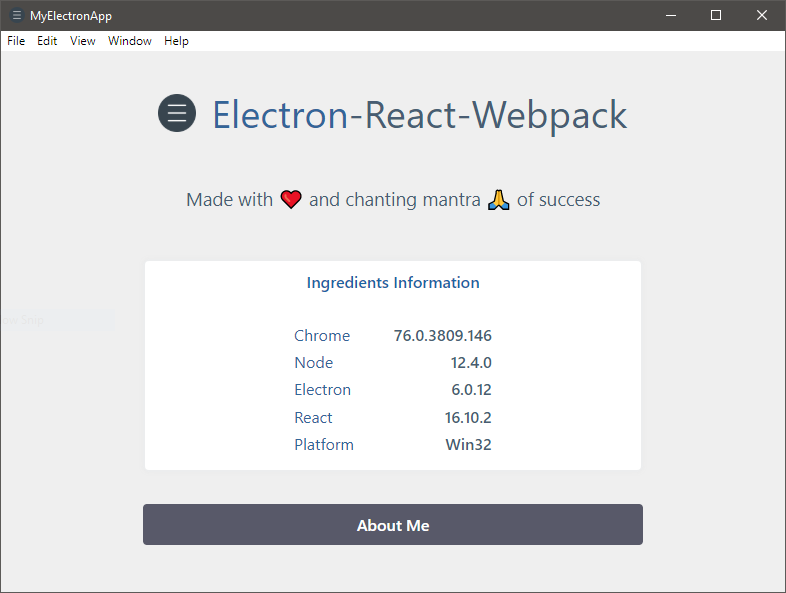 MyElectronApp
File Edit View Window Help
Electron-React-Webpack
Made with ❤️ and chanting mantra 🙏 of success
Ingredients Information
Chrome 76.0.3809.146
Node 12.4.0
Electron 6.0.12
React 16.10.2
Platform Win32
About Me